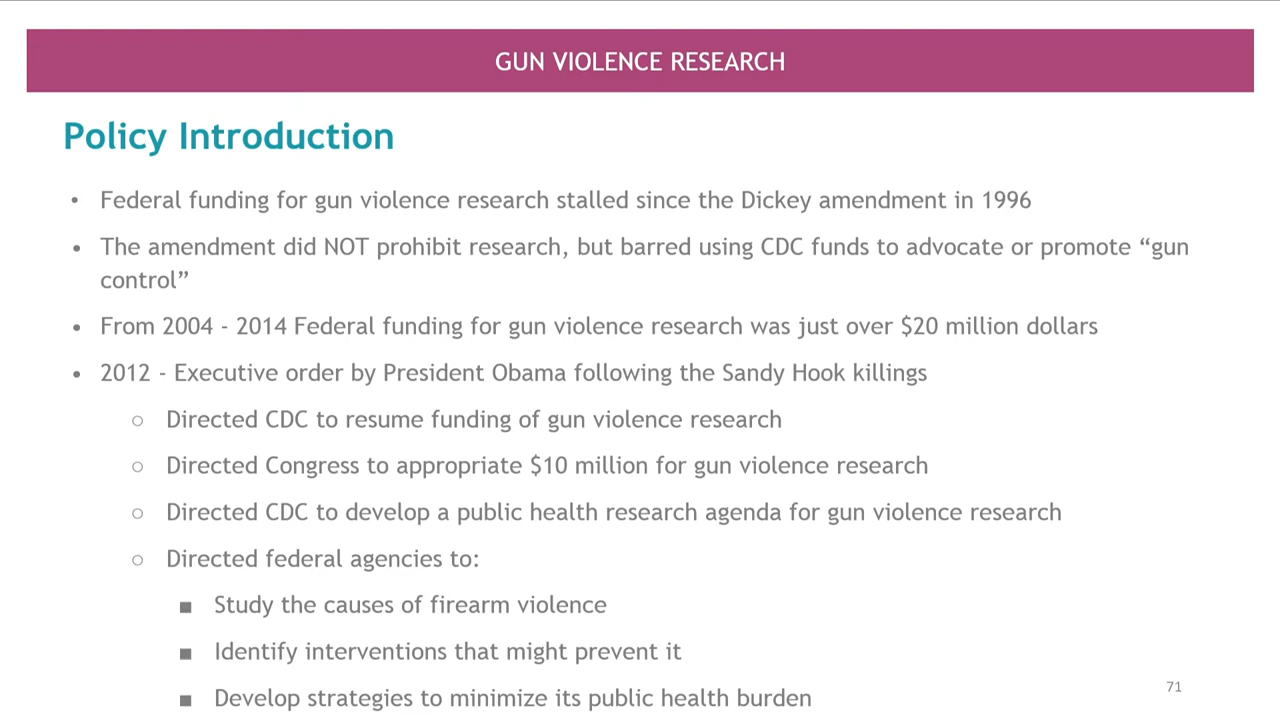 GUN VIOLENCE RESEARCH
Policy Introduction
• Federal funding for gun violence research stalled since the Dickey amendment in 1996
• The amendment did NOT prohibit research, but barred using CDC funds to advocate or promote “gun
control”
• From 2004 - 2014 Federal funding for gun violence research was just over $20 million dollars
• 2012 - Executive order by President Obama following the Sandy Hook killings
○ Directed CDC to resume funding of gun violence research
○ Directed Congress to appropriate $10 million for gun violence research
○ Directed CDC to develop a public health research agenda for gun violence research
○ Directed federal agencies to:
■ Study the causes of firearm violence
■ Identify interventions that might prevent it
■ Develop strategies to minimize its public health burden
71